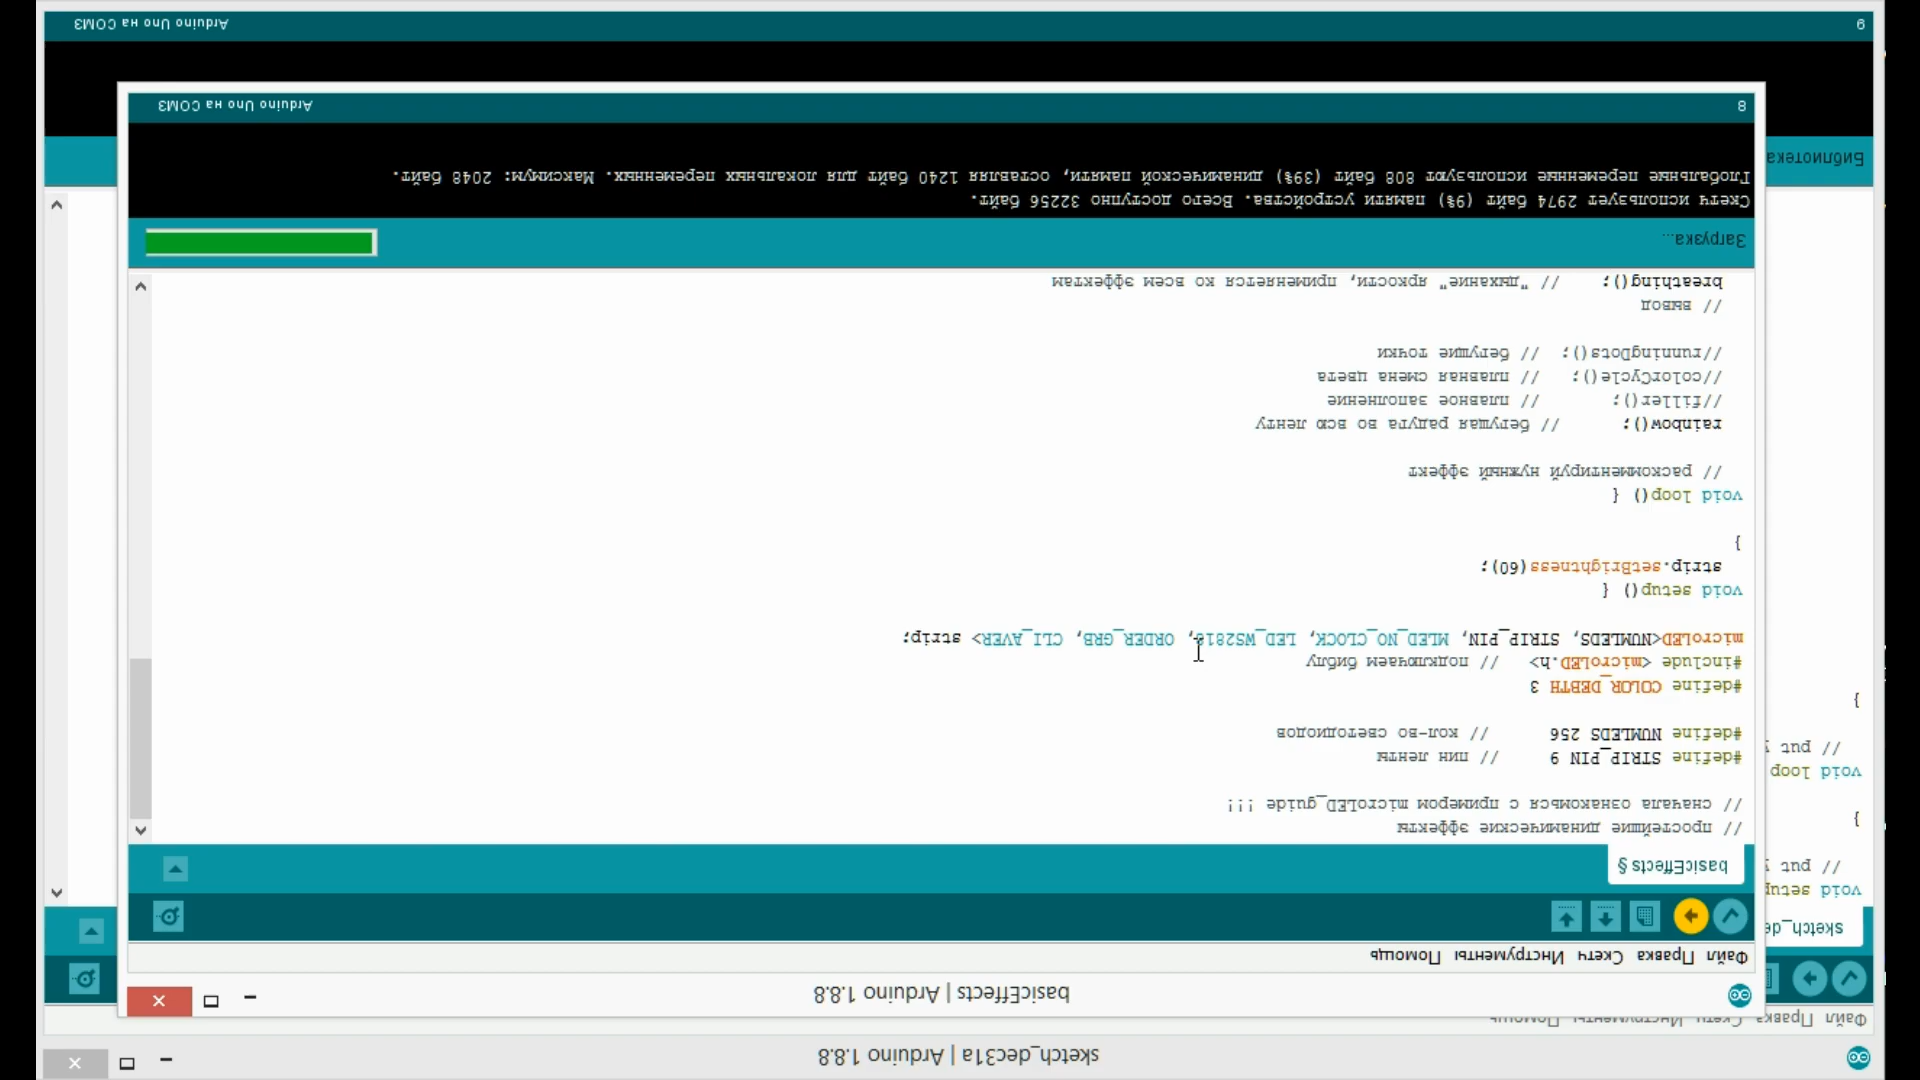 sketch_dec31a | Arduino 1.8.8
Файл Правка Скетч Инструменты Помощь
basicEffects | Arduino 1.8.8
Файл Правка Скетч Инструменты Помощь
basicEffects §
// простейшие динамические эффекты
// сначала ознакомься с примером microLED_guide !!!
#define STRIP_PIN 9 // пин ленты
#define NUMLEDS 256 // кол-во светодиодов
#define COLOR_DEBTH 3
#include <microLED.h> // подключаем библу
microLED<NUMLEDS, STRIP_PIN, MLED_NO_CLOCK, LED_WS2818, ORDER_GRB, CLI_AVER> strip;
void setup() {
strip.setBrightness(60);
}
void loop() {
// раскомментируй нужный эффект
rainbow(); // бегущая радуга во всю ленту
//filler(); // плавное заполнение
//colorCycle(); // плавная смена цвета
//runningDots(); // бегущие точки
// вывод
breathing(); // "дыхание" яркости, применяется ко всем эффектам
Загрузка...
Скетч использует 2974 байт (9%) памяти устройства. Всего доступно 32256 байт.
Глобальные переменные используют 808 байт (39%) динамической памяти, оставляя 1240 байт для локальных переменных. Максимум: 2048 байт.
8
Arduino Uno на COM3
sketch_de
void setup
// put y
}
void loop
// put y
}
Библиотека
9
Arduino Uno на COM3